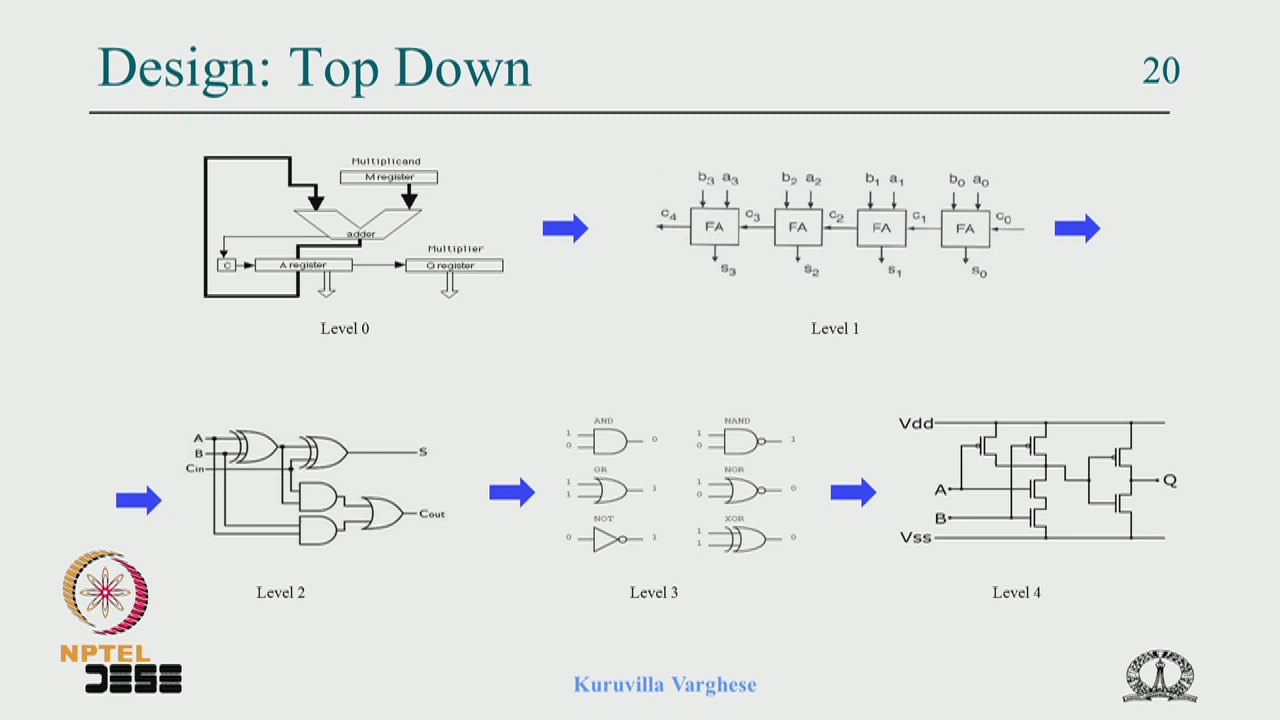 Design: Top Down
20
Multiplicand
M register
adder
Multiplier
C
A register
Q register
Level 0
b3 a3 b2 a2 b1 a1 b0 a0
c4 FA c3 FA c2 FA c1 FA c0
s3 s2 s1 s0
Level 1
A
B
Cin
S
Cout
Level 2
AND
1
0
0
NAND
1
0
1
OR
1
1
1
NOR
1
0
0
NOT
0
1
XOR
1
1
0
Level 3
Vdd
A
B
Vss
Q
Level 4
NPTEL
DESE
Kuruvilla Varghese